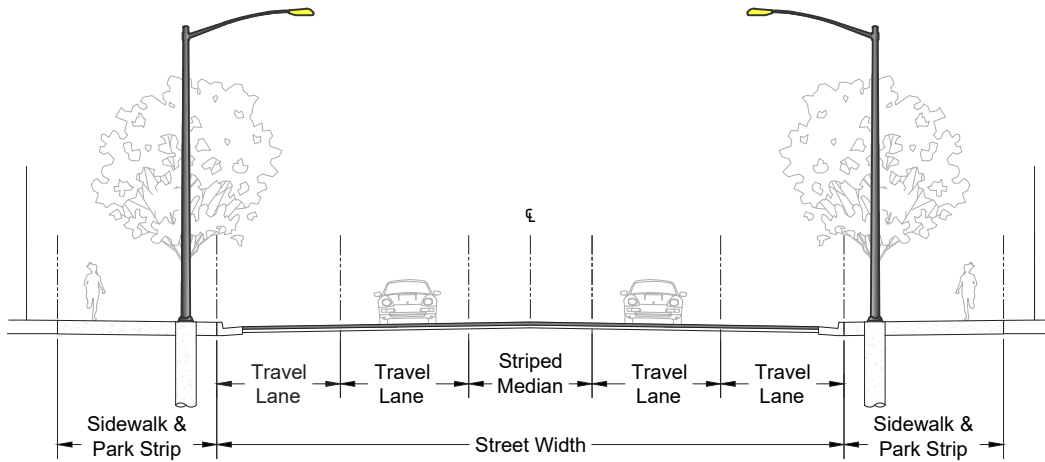 ℄
Travel
Lane
Travel
Lane
Striped
Median
Travel
Lane
Travel
Lane
Sidewalk &
Park Strip
Street Width
Sidewalk &
Park Strip